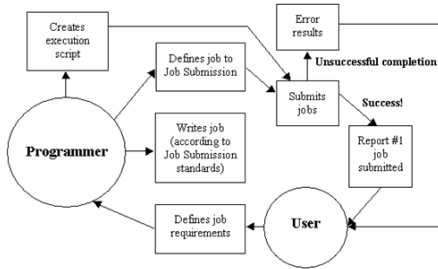 Creates
execution
script
Error
results
Defines job to
Job Submission
Unsuccessful completion
Submits
jobs
Success!
Programmer
Writes job
(according to
Job Submission
standards)
Report #1
job
submitted
Defines job
requirements
User